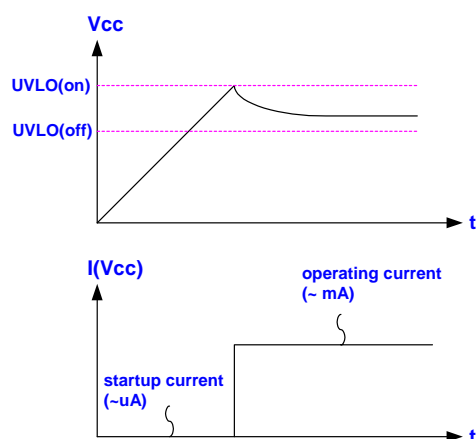 Vcc
UVLO(on)
UVLO(off)
t
I(Vcc)
operating current
(~ mA)
startup current
(~uA)
t